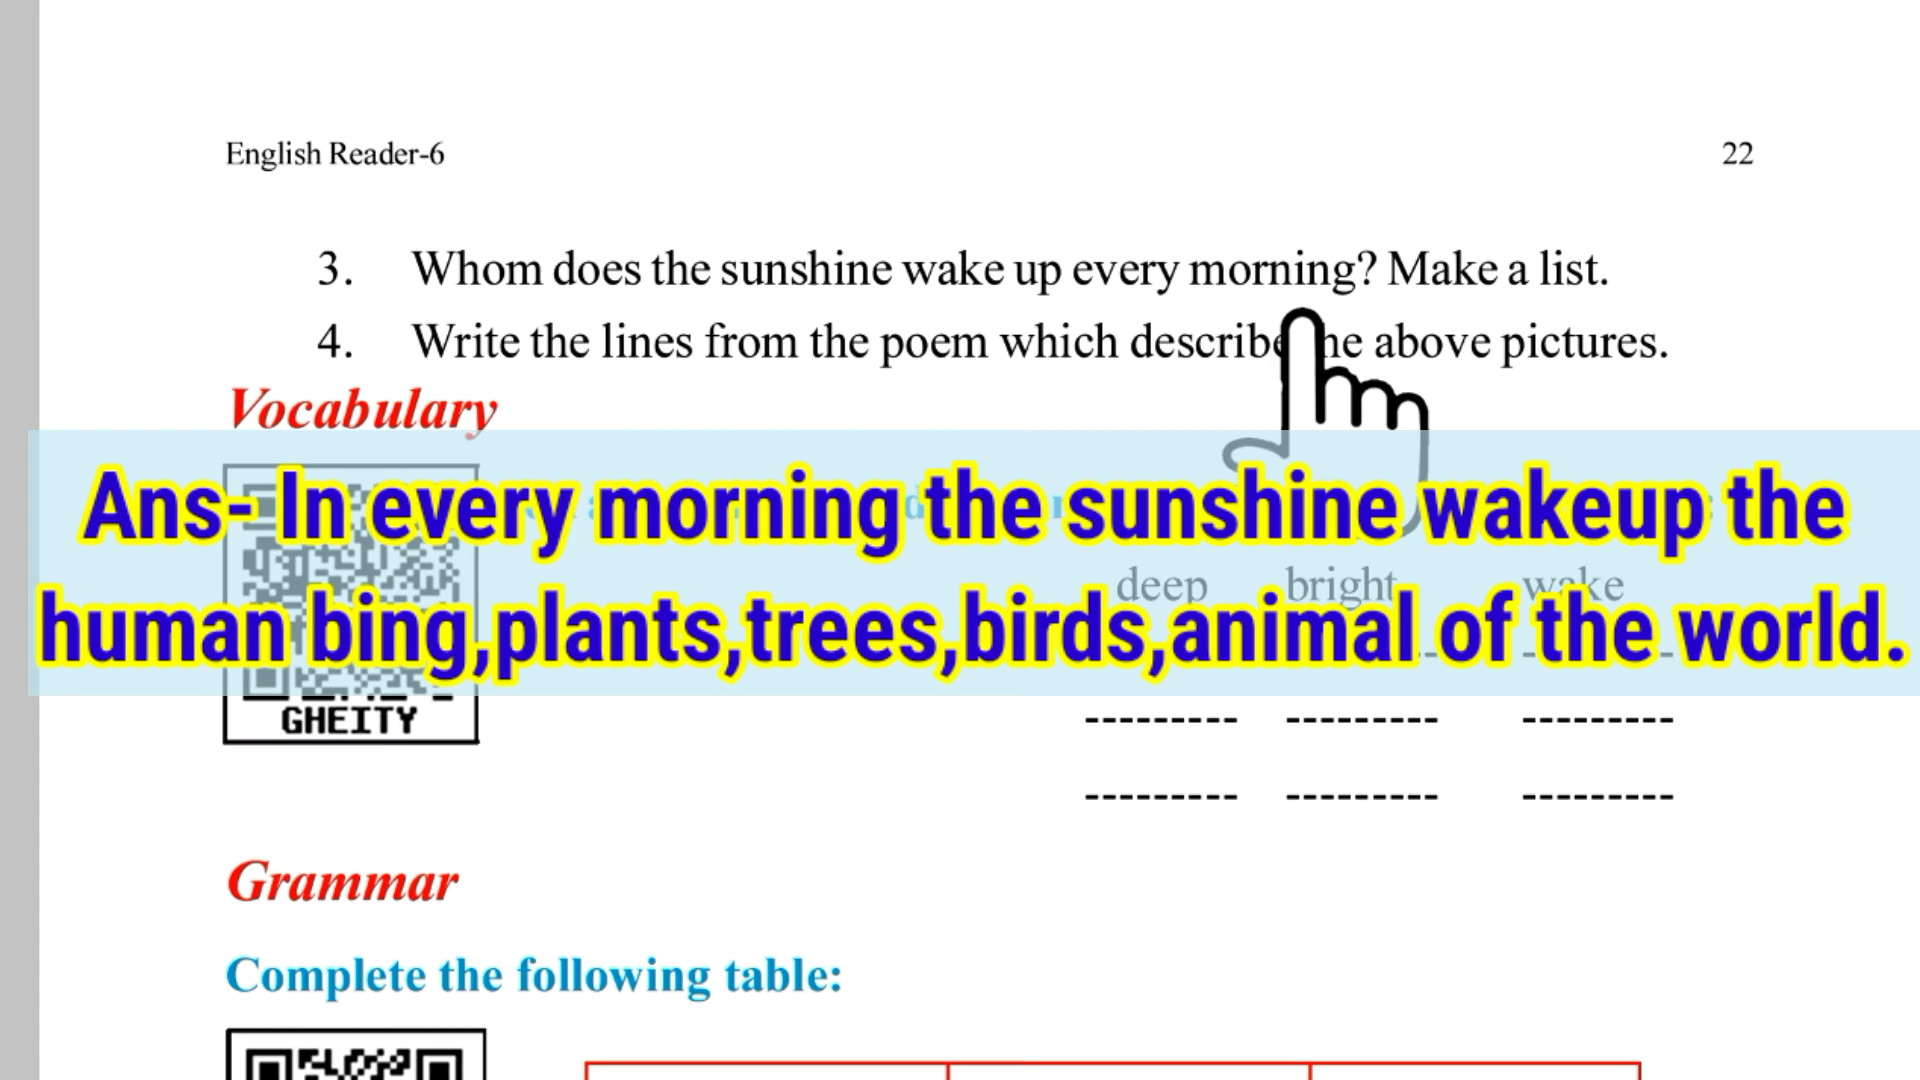 English Reader-6 22
3. Whom does the sunshine wake up every morning? Make a list.
4. Write the lines from the poem which describe he above pictures.
Vocabulary
Ans- In every morning the sunshine wakeup the
deep bright wake
human bing,plants,trees,birds,animal of the world.
GHEITY
--------- --------- ---------
--------- --------- ---------
Grammar
Complete the following table: